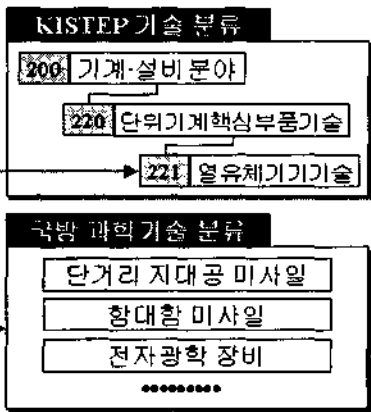 KISTEP 기술 분류
200 기계·설비 분야
220 단위기계핵심부품기술
221 열유체기기기술
국방 과학기술 분류
단거리 지대공 미사일
함대함 미사일
전자광학 장비
•••••••••